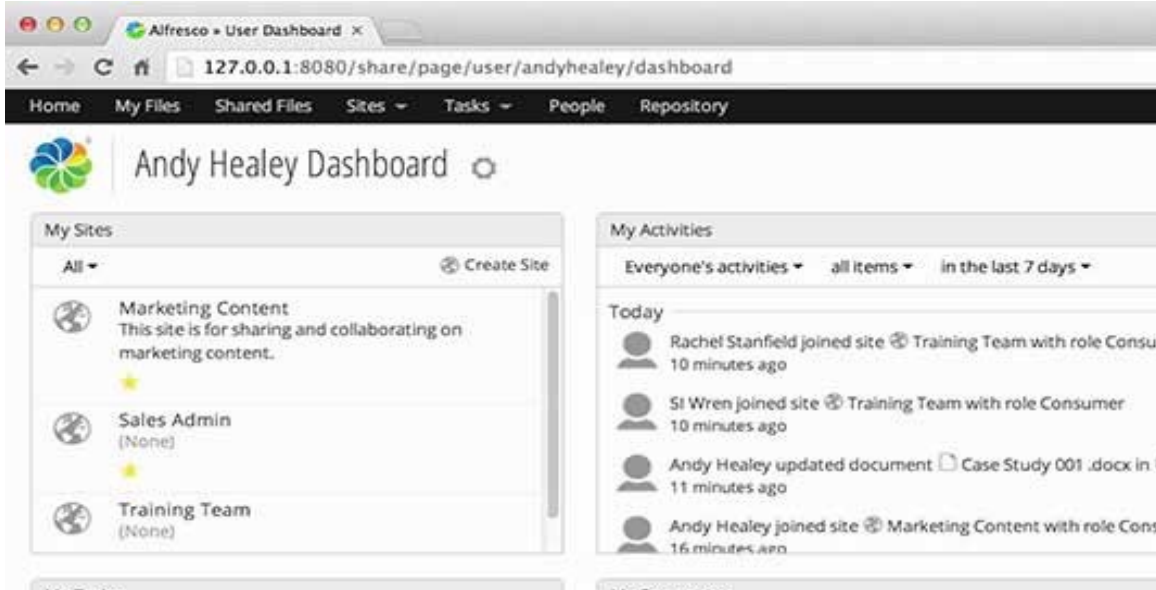 Alfresco » User Dashboard ×
127.0.0.1:8080/share/page/user/andyhealey/dashboard
Home My Files Shared Files Sites Tasks People Repository
Andy Healey Dashboard
My Sites
All
Create Site
Marketing Content
This site is for sharing and collaborating on
marketing content.
Sales Admin
(None)
Training Team
(None)
My Activities
Everyone's activities all items in the last 7 days
Today
Rachel Stanfield joined site Training Team with role
10 minutes ago
SI Wren joined site Training Team with role Consumer
10 minutes ago
Andy Healey updated document Case Study 001 .docx in
11 minutes ago
Andy Healey joined site Marketing Content with role
16 minutes ago